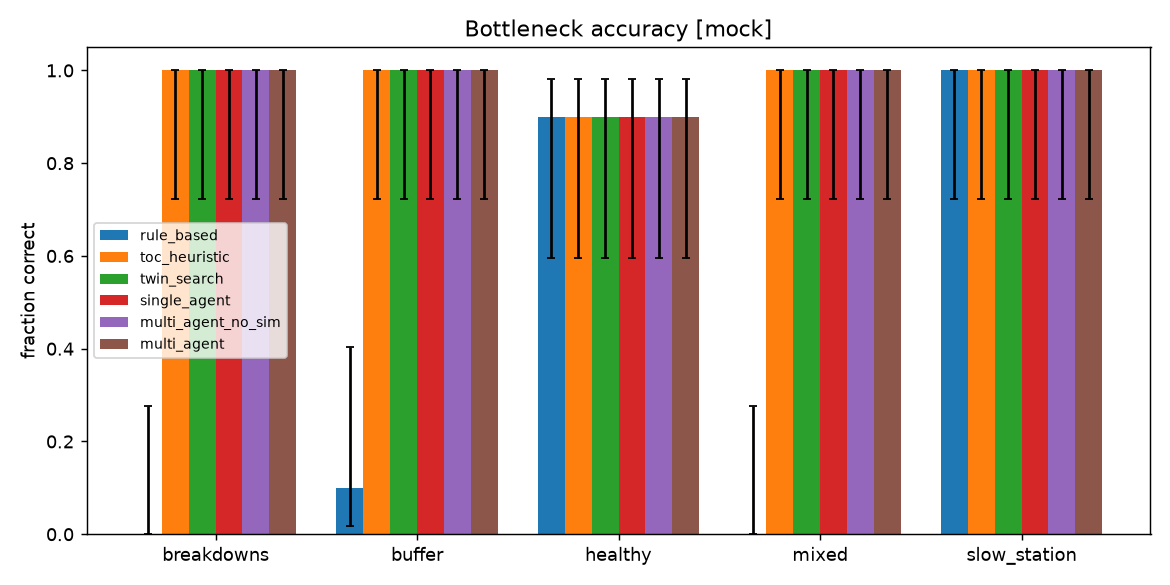 Bottleneck accuracy [mock]
fraction correct
1.0
0.8
0.6
0.4
0.2
0.0
rule_based
toc_heuristic
twin_search
single_agent
multi_agent_no_sim
multi_agent
breakdowns
buffer
healthy
mixed
slow_station